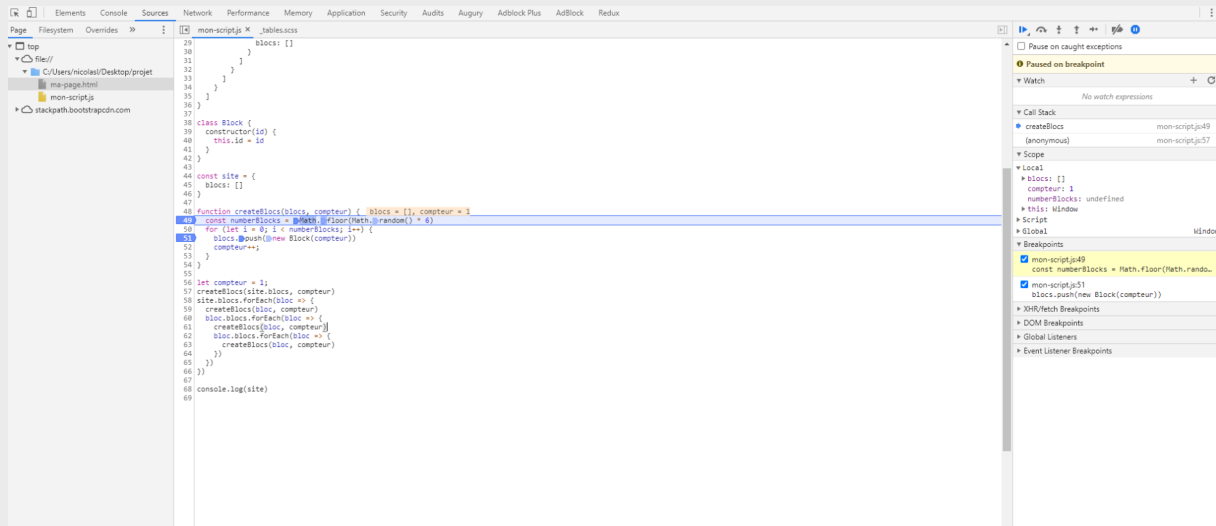 Elements Console Sources Network Performance Memory Application Security Audits Augury Adblock Plus AdBlock Redux
Page Filesystem Overrides »
top
file://
C:/Users/nicolasl/Desktop/projet
ma-page.html
mon-script.js
stackpath.bootstrapcdn.com
mon-script.js × _tables.scss
29 blocs: []
30 }
31 ]
32 }
33 ]
34 }
35 ]
36 }
37
38 class Block {
39 constructor(id) {
40 this.id = id
41 }
42 }
43
44 const site = {
45 blocs: []
46 }
47
48 function createBlocs(blocs, compteur) { blocs = [], compteur = 1
49 const numberBlocks = Math.floor(Math.random() * 6)
50 for (let i = 0; i < numberBlocks; i++) {
51 blocs.push(new Block(compteur))
52 compteur++;
53 }
54 }
55
56 let compteur = 1;
57 createBlocs(site.blocs, compteur)
58 site.blocs.forEach(bloc => {
59 createBlocs(bloc, compteur)
60 bloc.blocs.forEach(bloc => {
61 createBlocs(bloc, compteur)
62 bloc.blocs.forEach(bloc => {
63 createBlocs(bloc, compteur)
64 })
65 })
66 })
67
68 console.log(site)
69
Pause on caught exceptions
Paused on breakpoint
Watch
No watch expressions
Call Stack
createBlocs mon-script.js:49
(anonymous) mon-script.js:57
Scope
Local
blocs: []
compteur: 1
numberBlocks: undefined
this: Window
Script
Global Window
Breakpoints
mon-script.js:49
const numberBlocks = Math.floor(Math.rando…
mon-script.js:51
blocs.push(new Block(compteur))
XHR/fetch Breakpoints
DOM Breakpoints
Global Listeners
Event Listener Breakpoints